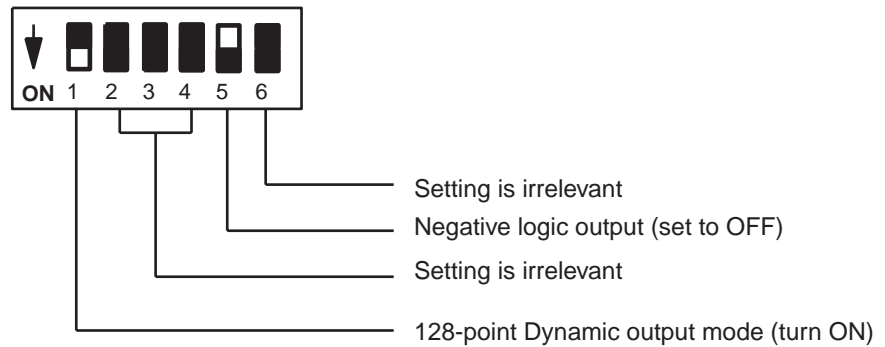 ON 1 2 3 4 5 6
Setting is irrelevant
Negative logic output (set to OFF)
Setting is irrelevant
128-point Dynamic output mode (turn ON)